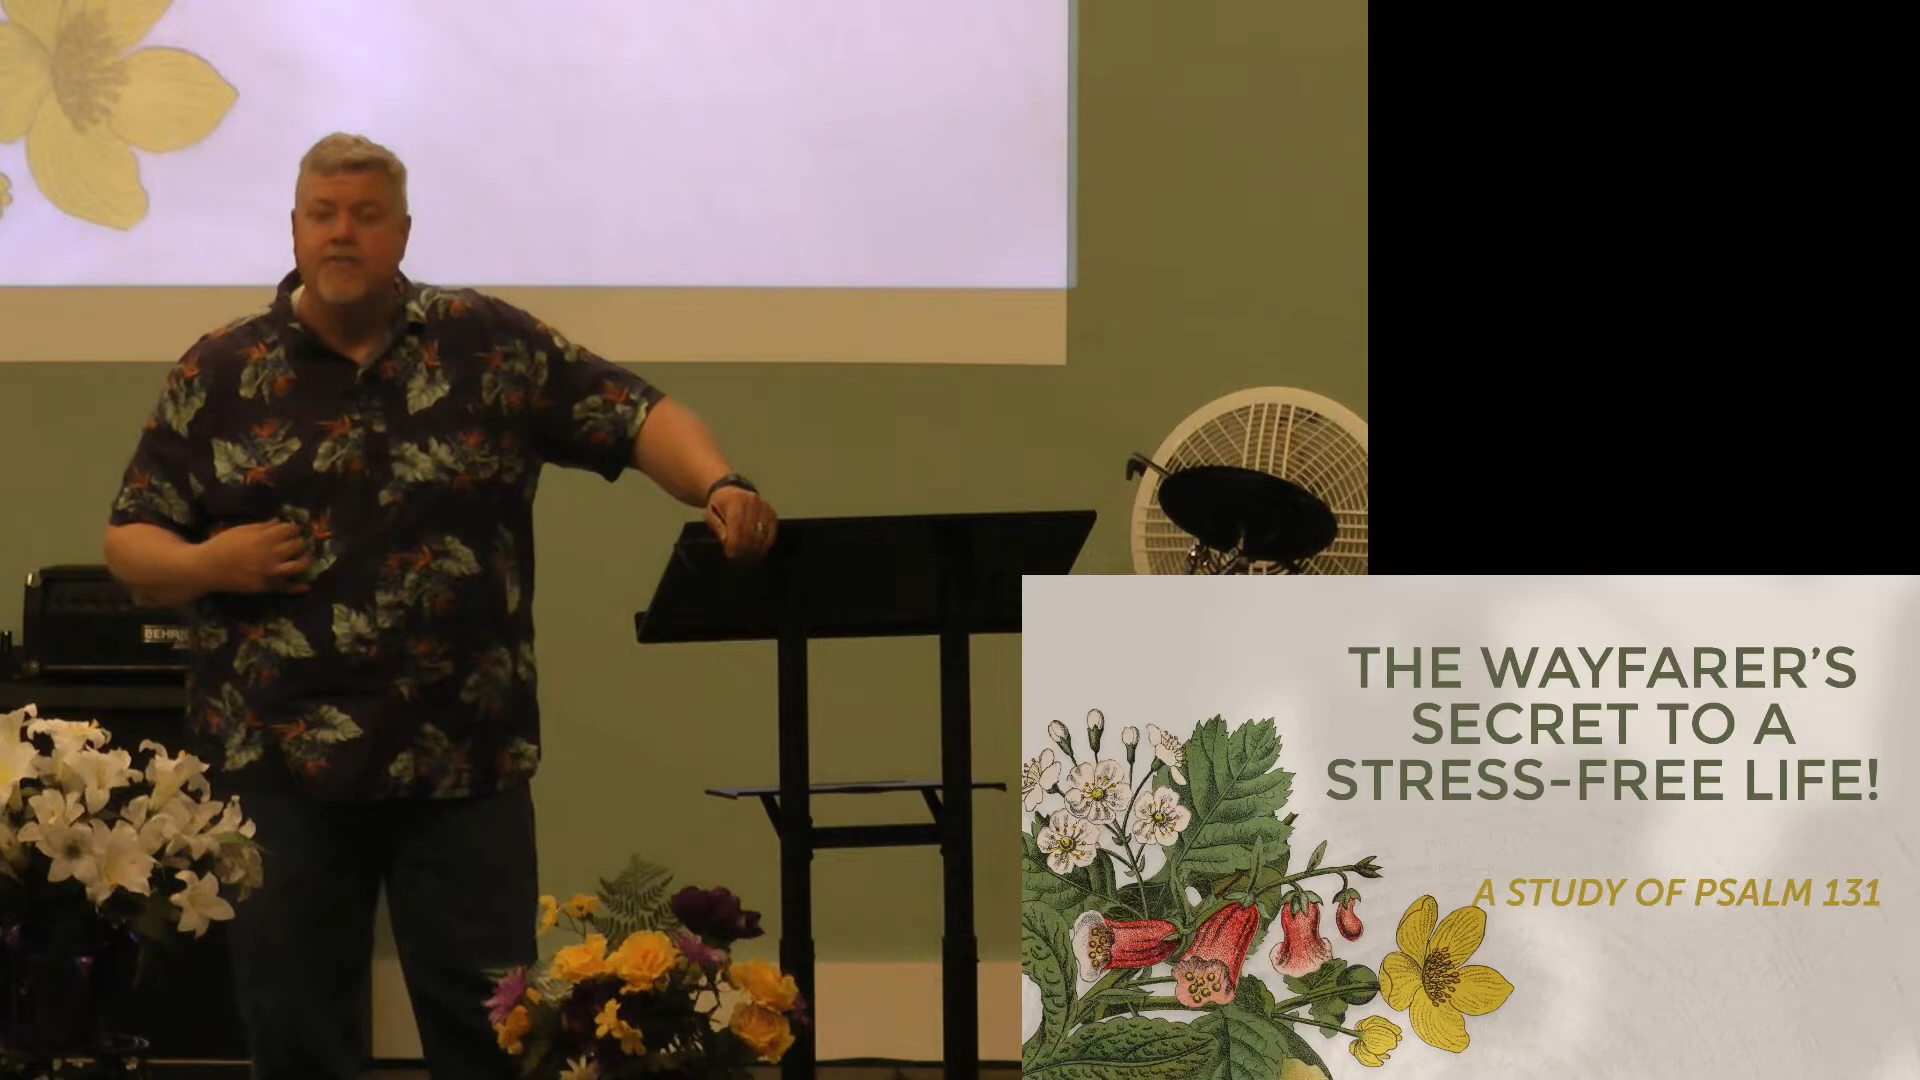 THE WAYFARER'S
SECRET TO A
STRESS-FREE LIFE!
A STUDY OF PSALM 131